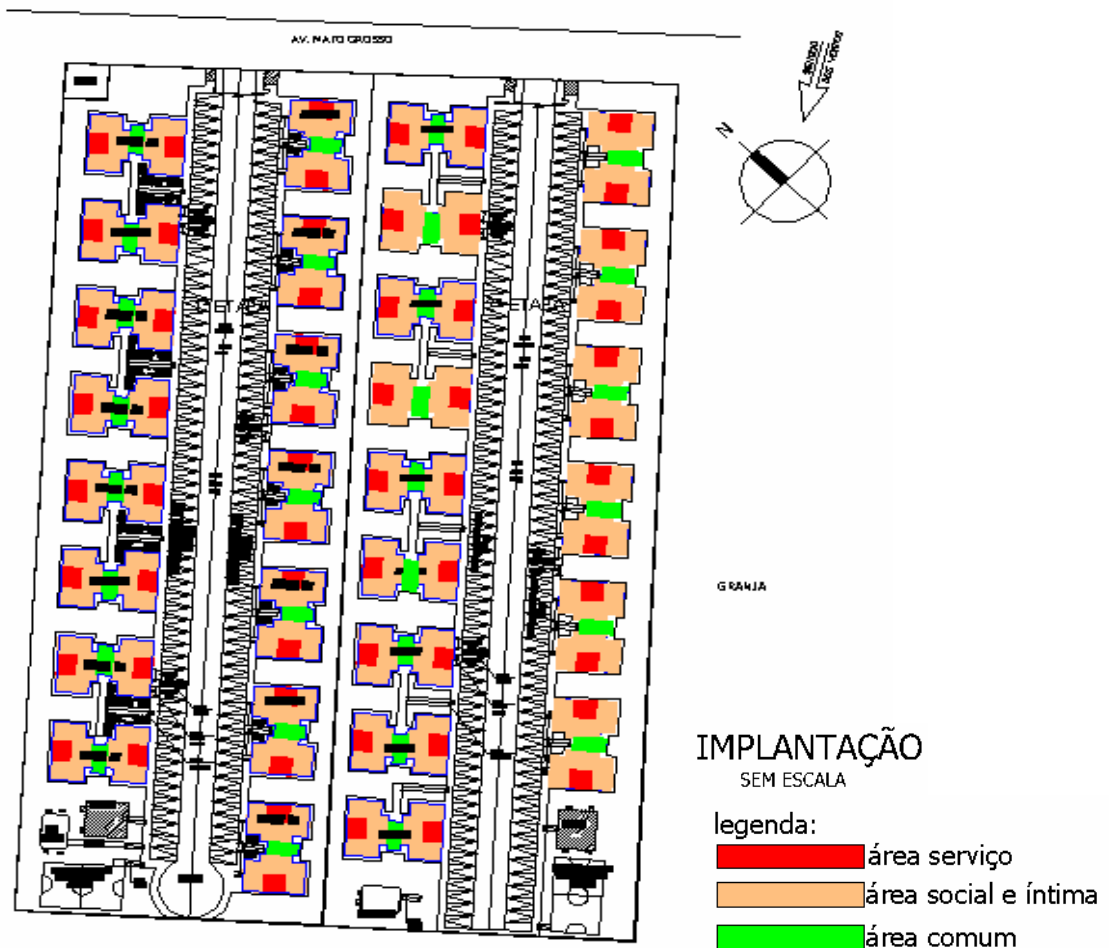 AV. MATO GROSSO
N
GRANJA
IMPLANTAÇÃO
SEM ESCALA
legenda:
área serviço
área social e íntima
área comum